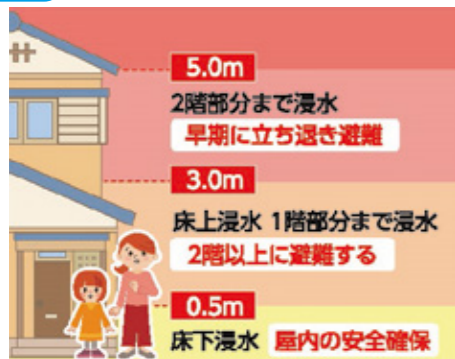 5.0m
2階部分まで浸水
早期に立ち退き避難
3.0m
床上浸水 1階部分まで浸水
2階以上に避難する
0.5m
床下浸水 屋内の安全確保